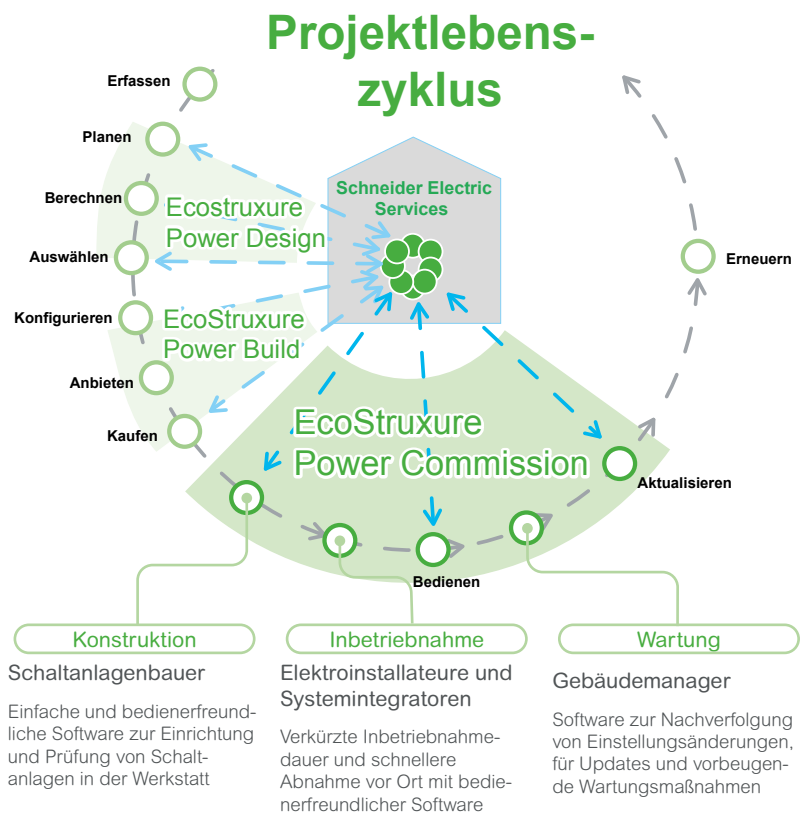 Projektlebens-
zyklus
Erfassen
Planen
Berechnen
Auswählen
Konfigurieren
Anbieten
Kaufen
Ecostruxure
Power Design
EcoStruxure
Power Build
Schneider Electric
Services
Erneuern
EcoStruxure
Power Commission
Aktualisieren
Bedienen
Konstruktion
Schaltanlagenbauer
Einfache und bedienerfreund-
liche Software zur Einrichtung
und Prüfung von Schalt-
anlagen in der Werkstatt
Inbetriebnahme
Elektroinstallateure und
Systemintegratoren
Verkürzte Inbetriebnahme-
dauer und schnellere
Abnahme vor Ort mit bedie-
nerfreundlicher Software
Wartung
Gebäudemanager
Software zur Nachverfolgung
von Einstellungsänderungen,
für Updates und vorbeugen-
de Wartungsmaßnahmen